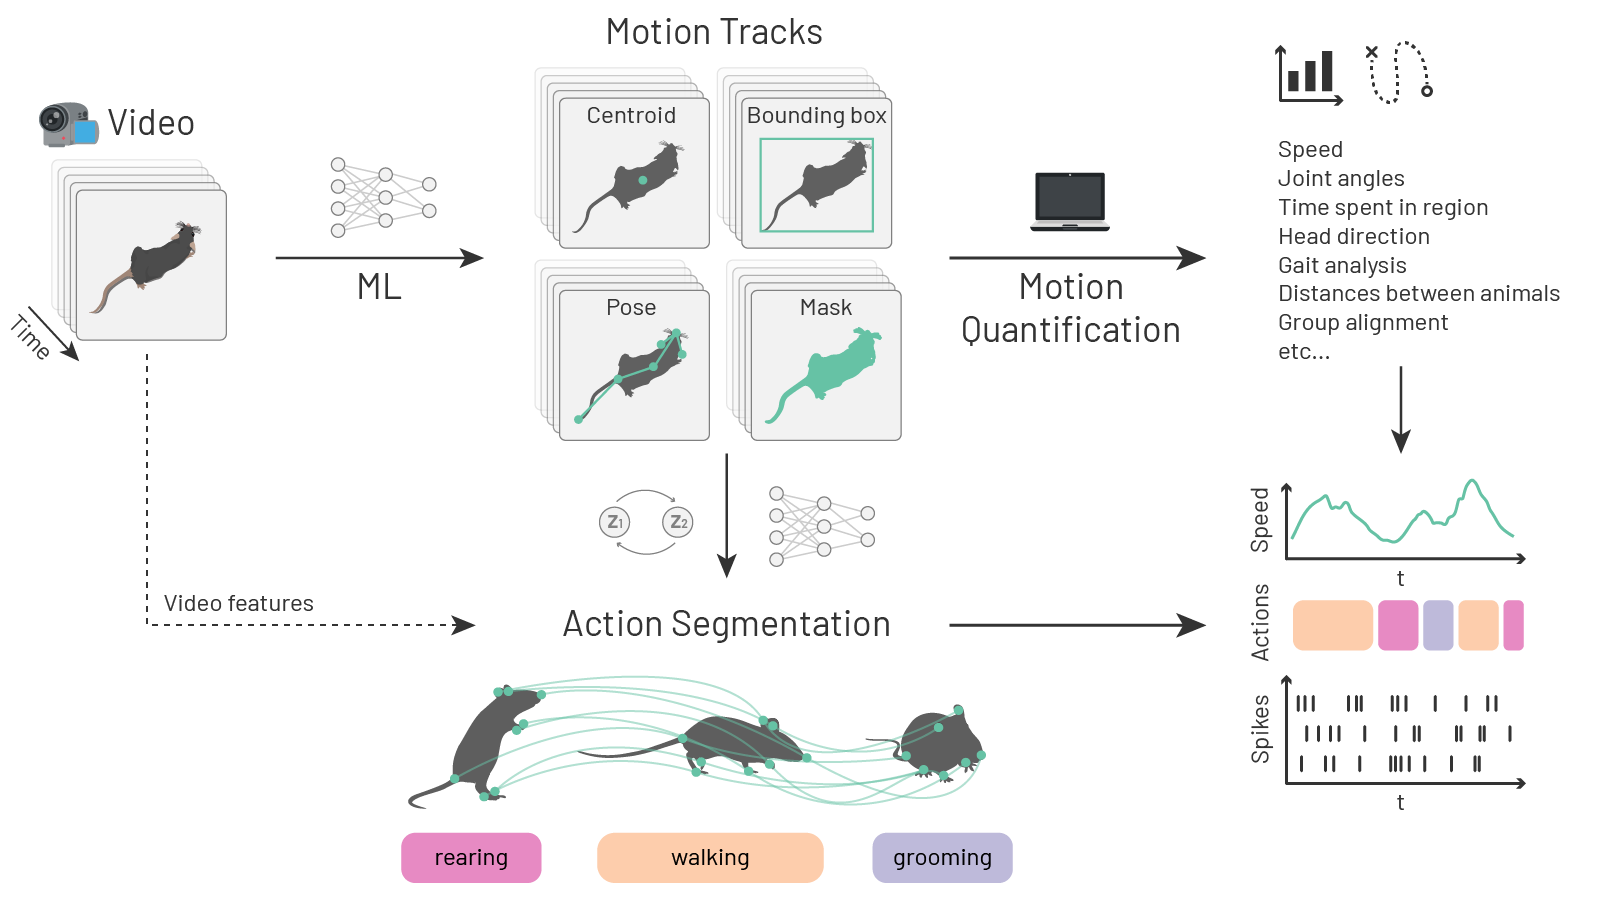 Motion Tracks
Video
Time
ML
Centroid
Bounding box
Pose
Mask
Motion
Quantification
Speed
Joint angles
Time spent in region
Head direction
Gait analysis
Distances between animals
Group alignment
etc...
Z1
Z2
Video features
Action Segmentation
rearing
walking
grooming
Speed
t
Actions
Spikes
t